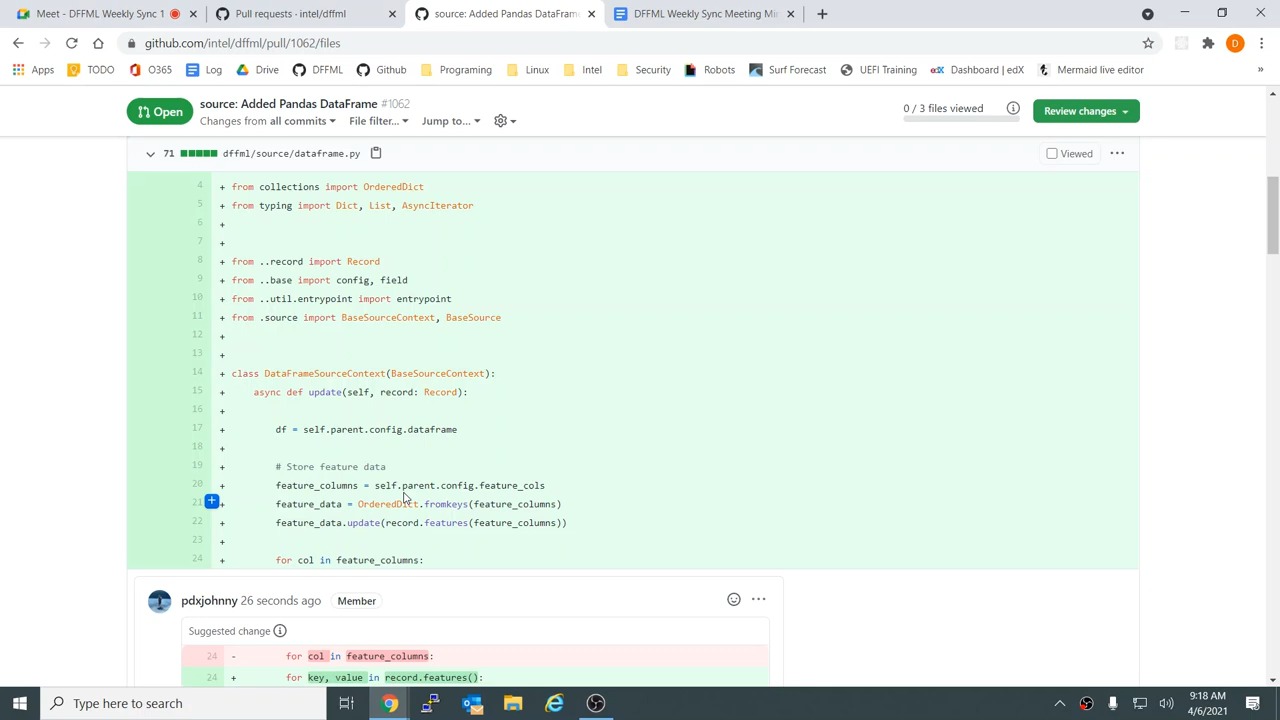 Meet - DFFML Weekly Sync 1
Pull requests · intel/dffml
source: Added Pandas DataFrame
DFFML Weekly Sync Meeting Min
github.com/intel/dffml/pull/1062/files
Apps
TODO
O365
Log
Drive
DFFML
Github
Programing
Linux
Intel
Security
Robots
Surf Forecast
UEFI Training
edX
Dashboard | edX
Mermaid live editor
»
Open
source: Added Pandas DataFrame #1062
Changes from all commits
File filter...
Jump to...
0 / 3 files viewed
Review changes
71
dffml/source/dataframe.py
Viewed
4 + from collections import OrderedDict
5 + from typing import Dict, List, AsyncIterator
6 +
7 +
8 + from ..record import Record
9 + from ..base import config, field
10 + from ..util.entrypoint import entrypoint
11 + from .source import BaseSourceContext, BaseSource
12 +
13 +
14 + class DataFrameSourceContext(BaseSourceContext):
15 + async def update(self, record: Record):
16 +
17 + df = self.parent.config.dataframe
18 +
19 + # Store feature data
20 + feature_columns = self.parent.config.feature_cols
21 + feature_data = OrderedDict.fromkeys(feature_columns)
22 + feature_data.update(record.features(feature_columns))
23 +
24 + for col in feature_columns:
pdxjohnny 26 seconds ago
Member
Suggested change
24 - for col in feature_columns:
24 + for key, value in record.features():
Type here to search
9:18 AM
4/6/2021